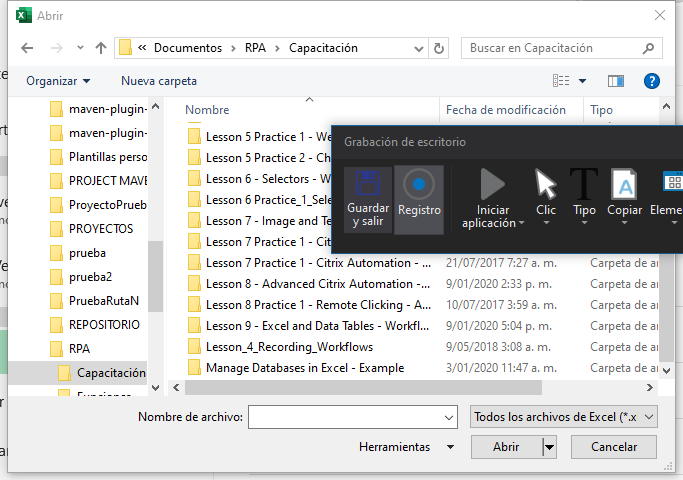 Abrir
« Documentos > RPA > Capacitación
Buscar en Capacitación
Organizar
Nueva carpeta
maven-plugin-
maven-plugin-
Plantillas perso
PROJECT MAVE
ProyectoPrueb
PROYECTOS
prueba
prueba2
PruebaRutaN
REPOSITORIO
RPA
Capacitación
Nombre Fecha de modificación Tipo
Lesson 5 Practice 1 - We
Lesson 5 Practice 2 - Ch
Lesson 6 - Selectors - W
Lesson 6 Practice_1_Sele
Lesson 7 - Image and Te
Lesson 7 Practice 1 - Cit
Lesson 7 Practice 1 - Citrix Automation - ... 21/07/2017 7:27 a. m. Carpeta de ar
Lesson 8 - Advanced Citrix Automation - ... 9/01/2020 2:33 p. m. Carpeta de ar
Lesson 8 Practice 1 - Remote Clicking - A... 10/07/2017 3:59 a. m. Carpeta de ar
Lesson 9 - Excel and Data Tables - Workfl... 9/01/2020 5:04 p. m. Carpeta de ar
Lesson_4_Recording_Workflows 9/05/2018 3:08 a. m. Carpeta de ar
Manage Databases in Excel - Example 3/01/2020 11:47 a. m. Carpeta de ar
Grabación de escritorio
Guardar
y salir
Registro
Iniciar
aplicación
Clic
Tipo
Copiar
Eleme
Nombre de archivo:
Todos los archivos de Excel (*.x
Herramientas
Abrir
Cancelar